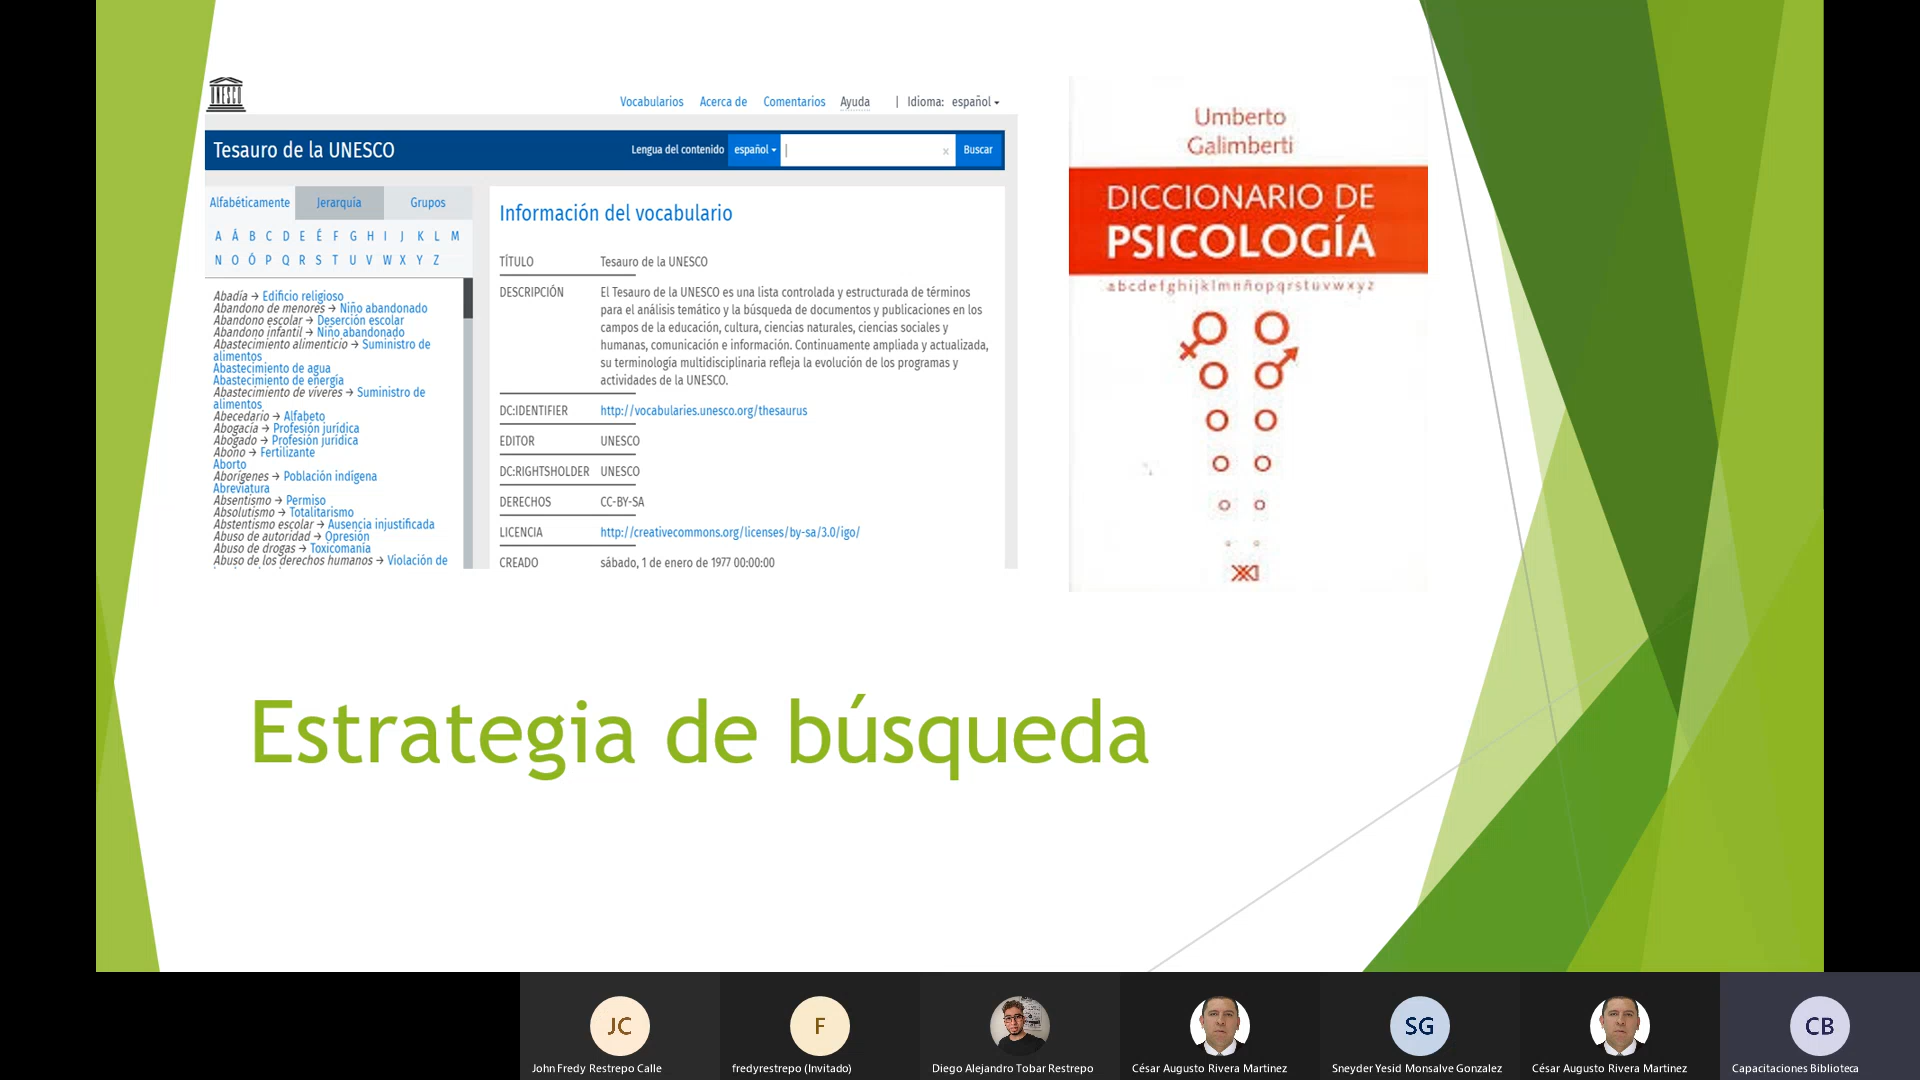 UNESCO
Vocabularios Acerca de Comentarios Ayuda | Idioma: español
Tesauro de la UNESCO
Lengua del contenido español x Buscar
Alfabéticamente Jerarquía Grupos
A Á B C D E É F G H I J K L M
N O Ó P Q R S T U V W X Y Z
Abadía → Edificio religioso
Abandono de menores → Niño abandonado
Abandono escolar → Deserción escolar
Abandono infantil → Niño abandonado
Abastecimiento alimenticio → Suministro de
alimentos
Abastecimiento de agua
Abastecimiento de energía
Abastecimiento de víveres → Suministro de
alimentos
Abecedario → Alfabeto
Abogacía → Profesión jurídica
Abogado → Profesión jurídica
Abono → Fertilizante
Aborto
Aborígenes → Población indígena
Abreviatura
Absentismo → Permiso
Absolutismo → Totalitarismo
Abstentismo escolar → Ausencia injustificada
Abuso de autoridad → Opresión
Abuso de drogas → Toxicomanía
Abuso de los derechos humanos → Violación de
Información del vocabulario
TÍTULO Tesauro de la UNESCO
DESCRIPCIÓN El Tesauro de la UNESCO es una lista controlada y estructurada de términos
para el análisis temático y la búsqueda de documentos y publicaciones en los
campos de la educación, cultura, ciencias naturales, ciencias sociales y
humanas, comunicación e información. Continuamente ampliada y actualizada,
su terminología multidisciplinaria refleja la evolución de los programas y
actividades de la UNESCO.
DC:IDENTIFIER http://vocabularies.unesco.org/thesaurus
EDITOR UNESCO
DC:RIGHTSHOLDER UNESCO
DERECHOS CC-BY-SA
LICENCIA http://creativecommons.org/licenses/by-sa/3.0/igo/
CREADO sábado, 1 de enero de 1977 00:00:00
Umberto
Galimberti
DICCIONARIO DE
PSICOLOGÍA
abcdefghijklmnñopqrstuvwxyz
Estrategia de búsqueda
JC F SG CB
John Fredy Restrepo Calle
fredyrestrepo (Invitado)
Diego Alejandro Tobar Restrepo
César Augusto Rivera Martinez
Sneyder Yesid Monsalve Gonzalez
César Augusto Rivera Martinez
Capacitaciones Biblioteca